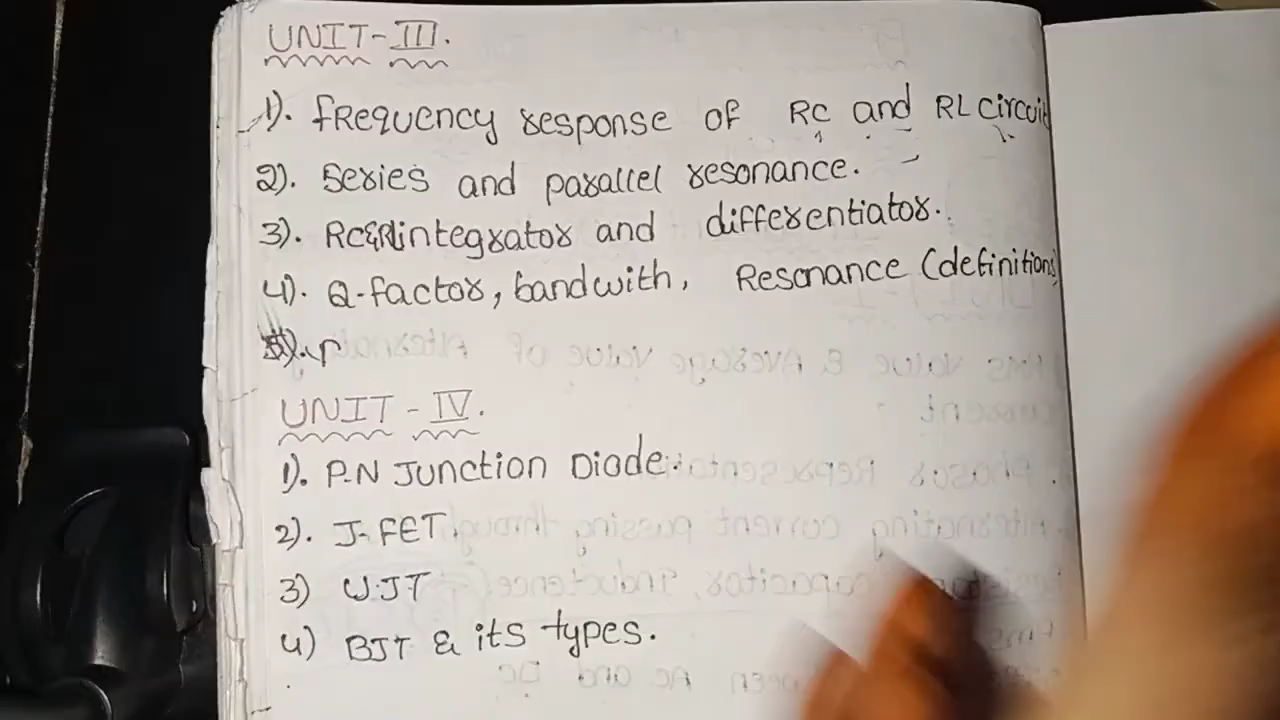 UNIT-III.
1). frequency response of RC and RL circuit
2). Series and parallel resonance.
3). RC&Rl integrator and differentiator.
4). Q-factor, bandwith, Resonance (definitions)
UNIT-IV.
1). P-N Junction Diode.
2). J-FET.
3) UJT
4) BJT & its types.